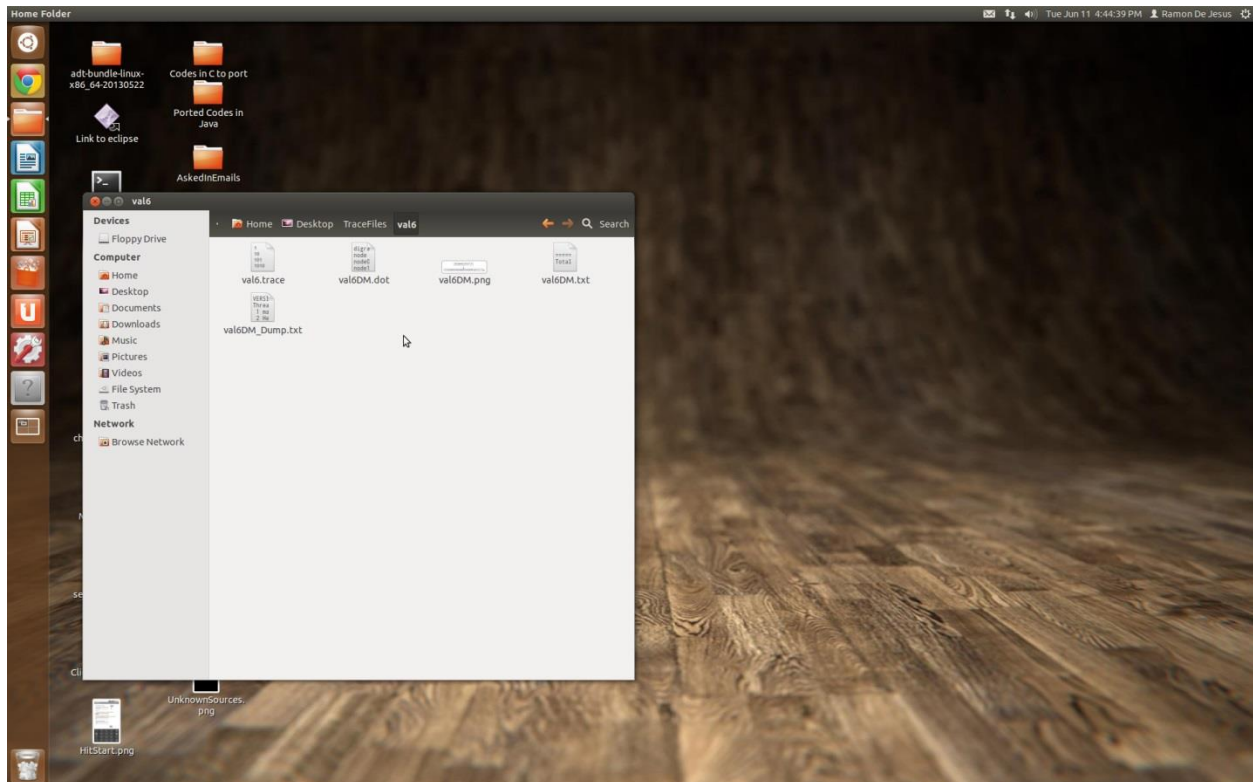 Home Folder
Tue Jun 11 4:44:39 PM Ramon De Jesus
adt-bundle-linux-
x86_64-20130522
Codes in C to port
Link to eclipse
Ported Codes in
Java
AskedInEmails
val6
Devices
Floppy Drive
Computer
Home
Desktop
Documents
Downloads
Music
Pictures
Videos
File System
Trash
Network
Browse Network
Home Desktop TraceFiles val6 Search
val6.trace
val6DM.dot
val6DM.png
val6DM.txt
val6DM_Dump.txt
ch
se
Cli
UnknownSources.
png
HitStart.png